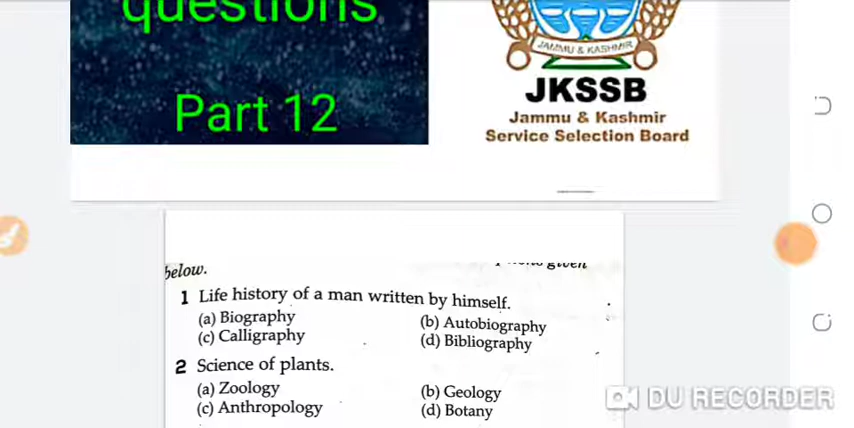 questions
Part 12
JAMMU & KASHMIR
JKSSB
Jammu & Kashmir
Service Selection Board
given
below.
1 Life history of a man written by himself.
(a) Biography (b) Autobiography
(c) Calligraphy (d) Bibliography
2 Science of plants.
(a) Zoology (b) Geology
(c) Anthropology (d) Botany
DU RECORDER